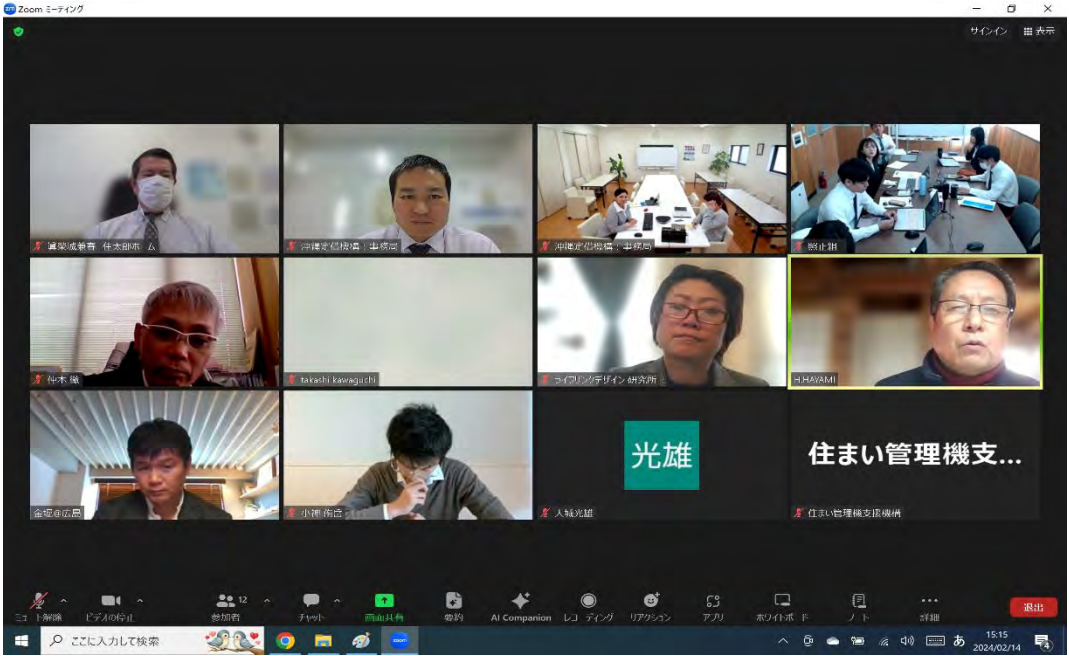 Zoom ミーティング
サインイン
表示
沖縄定借機構:事務局
沖縄定借機構:事務局
仲本 徹
takashi kawaguchi
ライフリングデザイン研究所
H.HAYAMI
金堀@広島
光雄
住まい管理機支...
住まい管理機支援機構
ミュート解除
ビデオの停止
12
参加者
チャット
画面共有
要約
AI Companion
レコーディング
リアクション
アプリ
ホワイトボード
ノート
詳細
退出
ここに入力して検索
zoom
あ
15:15
2024/02/14
4